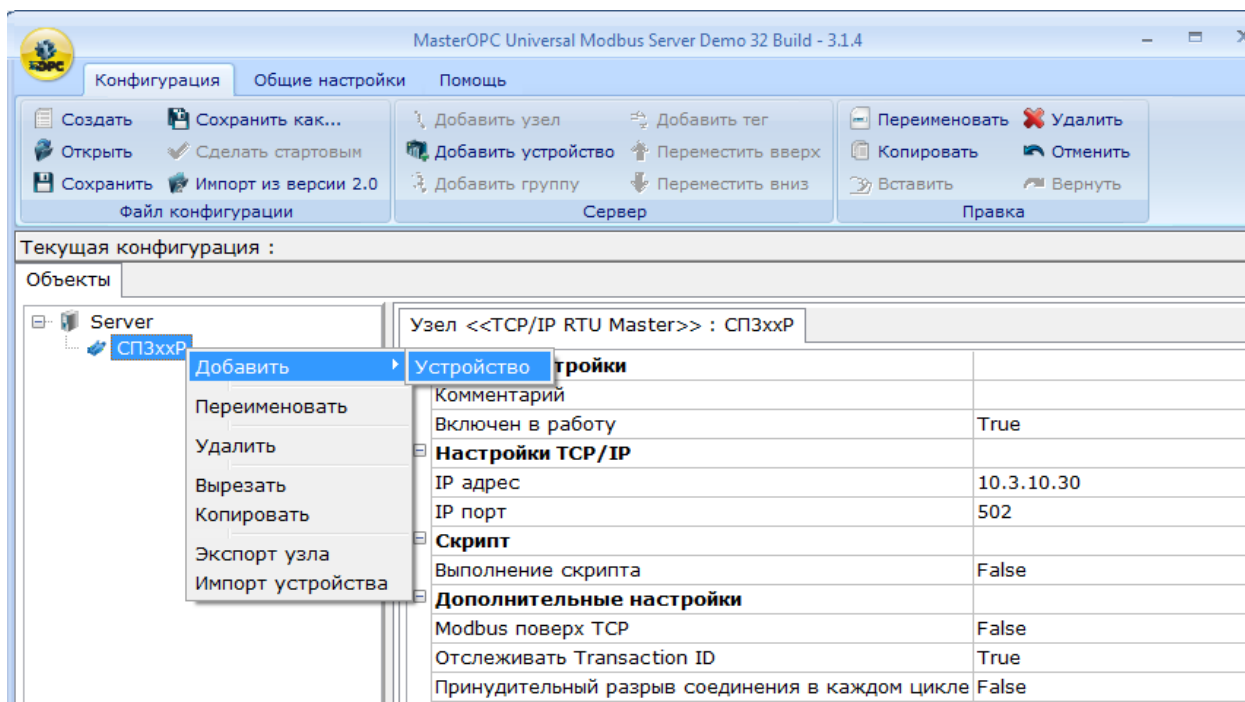 MasterOPC Universal Modbus Server Demo 32 Build - 3.1.4
OPC
Конфигурация Общие настройки Помощь
Создать Сохранить как... Добавить узел Добавить тег Переименовать Удалить
Открыть Сделать стартовым Добавить устройство Переместить вверх Копировать Отменить
Сохранить Импорт из версии 2.0 Добавить группу Переместить вниз Вставить Вернуть
Файл конфигурации Сервер Правка
Текущая конфигурация :
Объекты
Server
Узел <<TCP/IP RTU Master>> : СП3xxР
СП3xxР
Добавить Устройство тройки
Комментарий
Переименовать
Включен в работу True
Удалить
Настройки TCP/IP
Вырезать
IP адрес 10.3.10.30
Копировать
IP порт 502
Скрипт
Экспорт узла
Выполнение скрипта False
Импорт устройства
Дополнительные настройки
Modbus поверх TCP False
Отслеживать Transaction ID True
Принудительный разрыв соединения в каждом цикле False